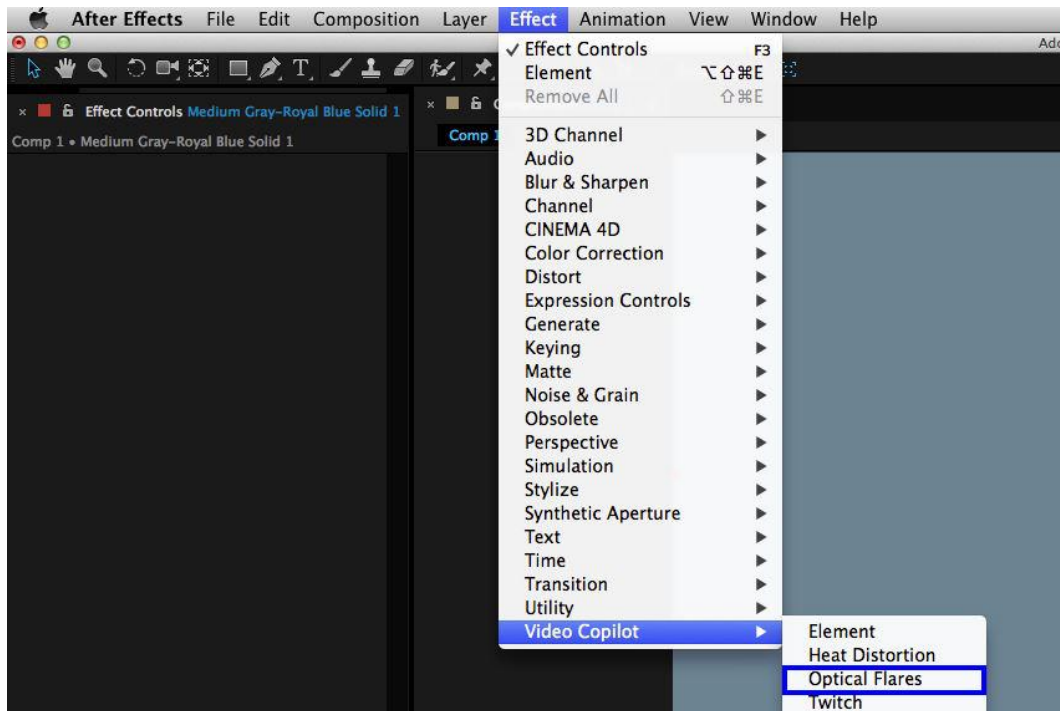 After Effects File Edit Composition Layer Effect Animation View Window Help
Effect Controls F3
Element ⌥⇧⌘E
Remove All ⇧⌘E
Effect Controls Medium Gray-Royal Blue Solid 1
Comp 1 • Medium Gray-Royal Blue Solid 1
Comp 1
3D Channel
Audio
Blur & Sharpen
Channel
CINEMA 4D
Color Correction
Distort
Expression Controls
Generate
Keying
Matte
Noise & Grain
Obsolete
Perspective
Simulation
Stylize
Synthetic Aperture
Text
Time
Transition
Utility
Video Copilot
Element
Heat Distortion
Optical Flares
Twitch